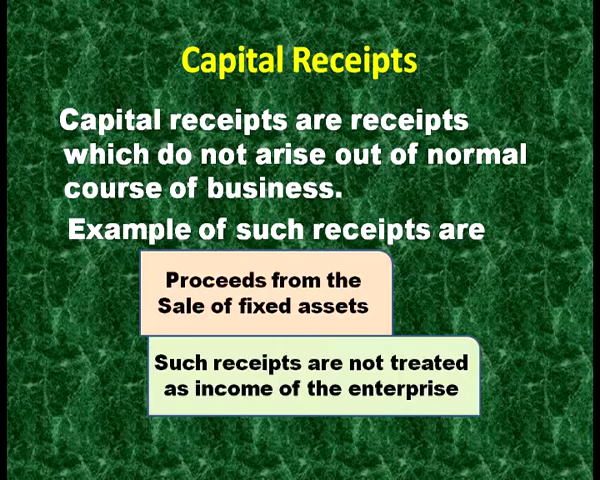 Capital Receipts
Capital receipts are receipts
which do not arise out of normal
course of business.
Example of such receipts are
Proceeds from the
Sale of fixed assets
Such receipts are not treated
as income of the enterprise